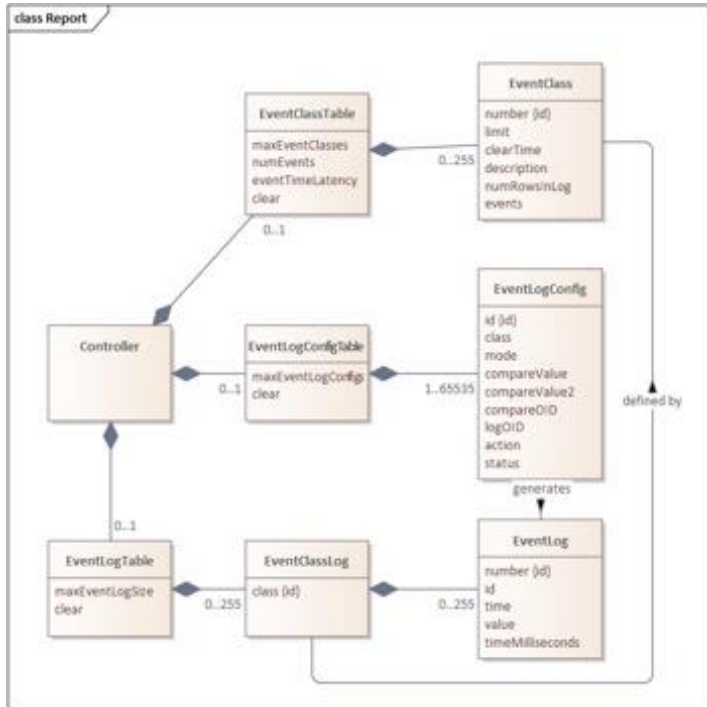 class Report
EventClassTable
maxEventClasses
numEvents
eventTimeLatency
clear
0..1
EventClass
number (id)
limit
clearTime
description
numRowsInLog
events
0..255
Controller
EventLogConfigTable
maxEventLogConfigs
clear
0..1
EventLogConfig
id (id)
class
mode
compareValue
compareValue2
compareOID
logOID
action
status
1..65535
defined by
generates
0..1
EventLogTable
maxEventLogSize
clear
EventClassLog
class (id)
0..255
EventLog
number (id)
id
time
value
timeMilliseconds
0..255